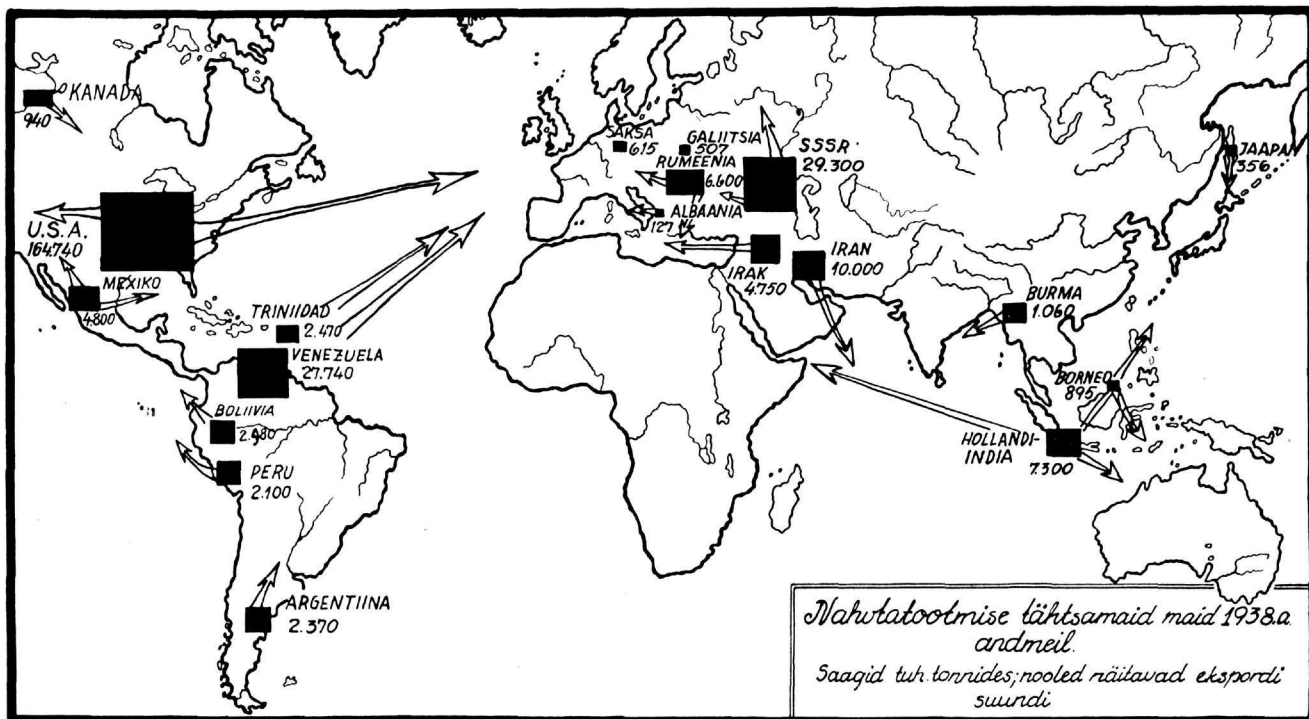 KANADA
940
U.S.A.
164.740
MEXIKO
4.800
TRINIIDAD
2.470
VENEZUELA
27.740
BOLIIVIA
PERU
2.100
ARGENTIINA
2.370
SAKSA
615
GALIITSIA
507
RUMEENIA
6.600
ALBAANIA
127
SSSR
29.300
IRAK
4.750
IRAN
10.000
BURMA
1.060
JAAPAN
356
BORNEO
895
HOLLANDI-
INDIA
7.300
Nahvtatootmise tähtsamaid maid 1938.a.
andmeil.
Saagid tuh. tonnides; nooled näitavad ekspordi
suundi